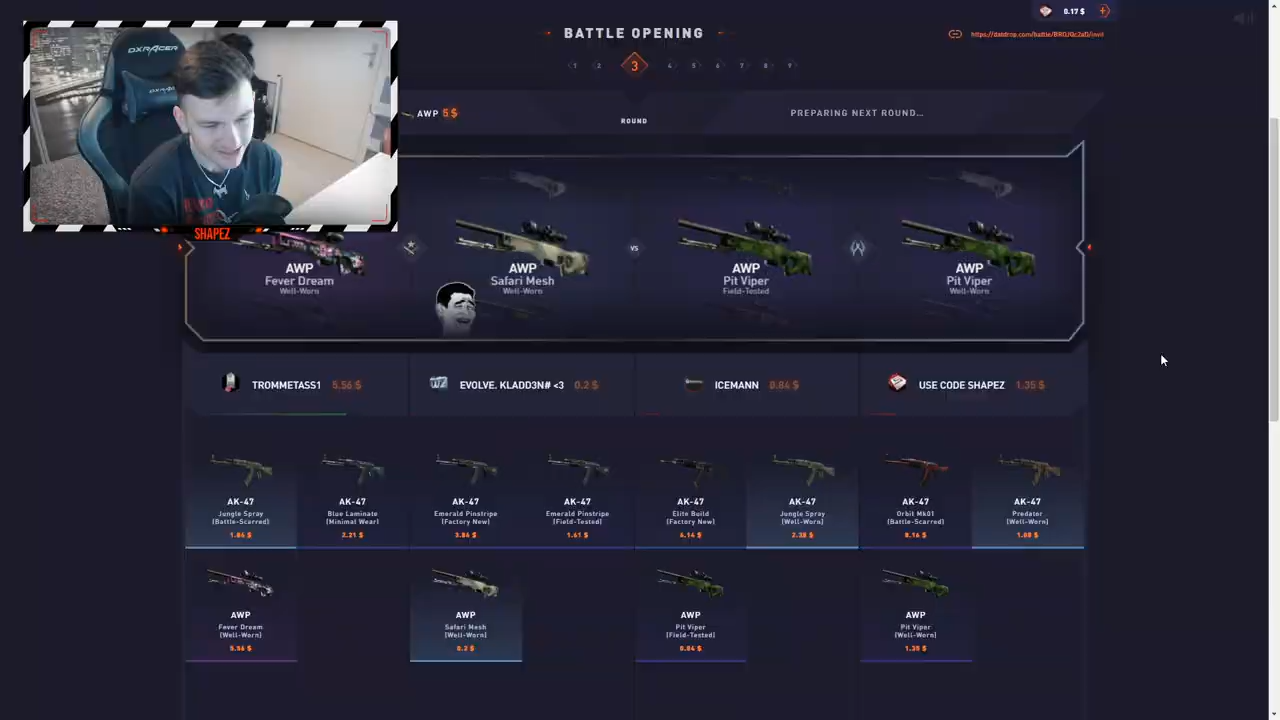 0.17 $
BATTLE OPENING
1 2 3 4 5 6 7 8 9
DXRACER
AWP 5 $
ROUND
PREPARING NEXT ROUND...
SHAPEZ
AWP
Fever Dream
Well-Worn
AWP
Safari Mesh
Well-Worn
VS
AWP
Pit Viper
Field-Tested
AWP
Pit Viper
Well-Worn
TROMMETASS1 5.56 $
EVOLVE. KLADD3N# <3 0.2 $
ICEMANN 0.84 $
USE CODE SHAPEZ 1.35 $
AK-47
Jungle Spray
(Battle-Scarred)
1.84 $
AK-47
Blue Laminate
(Minimal Wear)
2.21 $
AK-47
Emerald Pinstripe
(Factory New)
3.84 $
AK-47
Emerald Pinstripe
(Field-Tested)
1.61 $
AK-47
Elite Build
(Factory New)
4.14 $
AK-47
Jungle Spray
(Well-Worn)
2.38 $
AK-47
Orbit Mk01
(Battle-Scarred)
8.16 $
AK-47
Predator
(Well-Worn)
AWP
Fever Dream
(Well-Worn)
5.56 $
AWP
Safari Mesh
(Well-Worn)
0.2 $
AWP
Pit Viper
(Field-Tested)
0.84 $
AWP
Pit Viper
(Well-Worn)
1.35 $